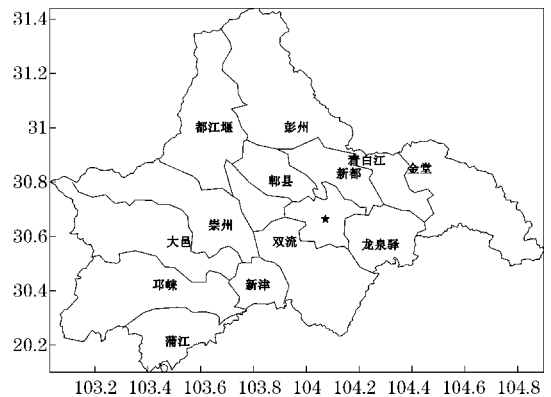 31.4
31.2
31
30.8
30.6
30.4
20.2
都江堰
彭州
青白江
新都
金堂
郫县
崇州
大邑
双流
龙泉驿
邛崃
新津
蒲江
103.2 103.4 103.6 103.8 104 104.2 104.4 104.6 104.8